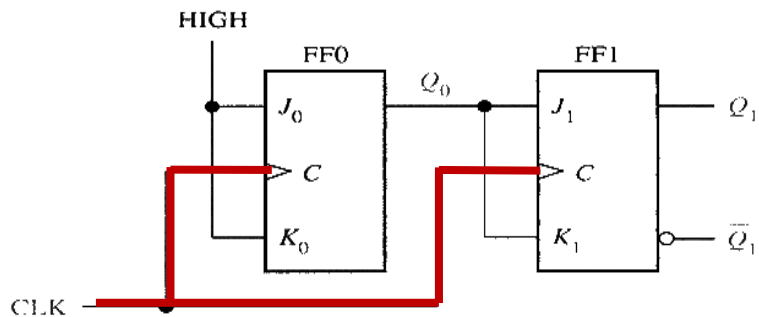 HIGH
FF0 FF1
Q₀
J₀ J₁ Q₁
C C
K₀ K₁ Q̅₁
CLK